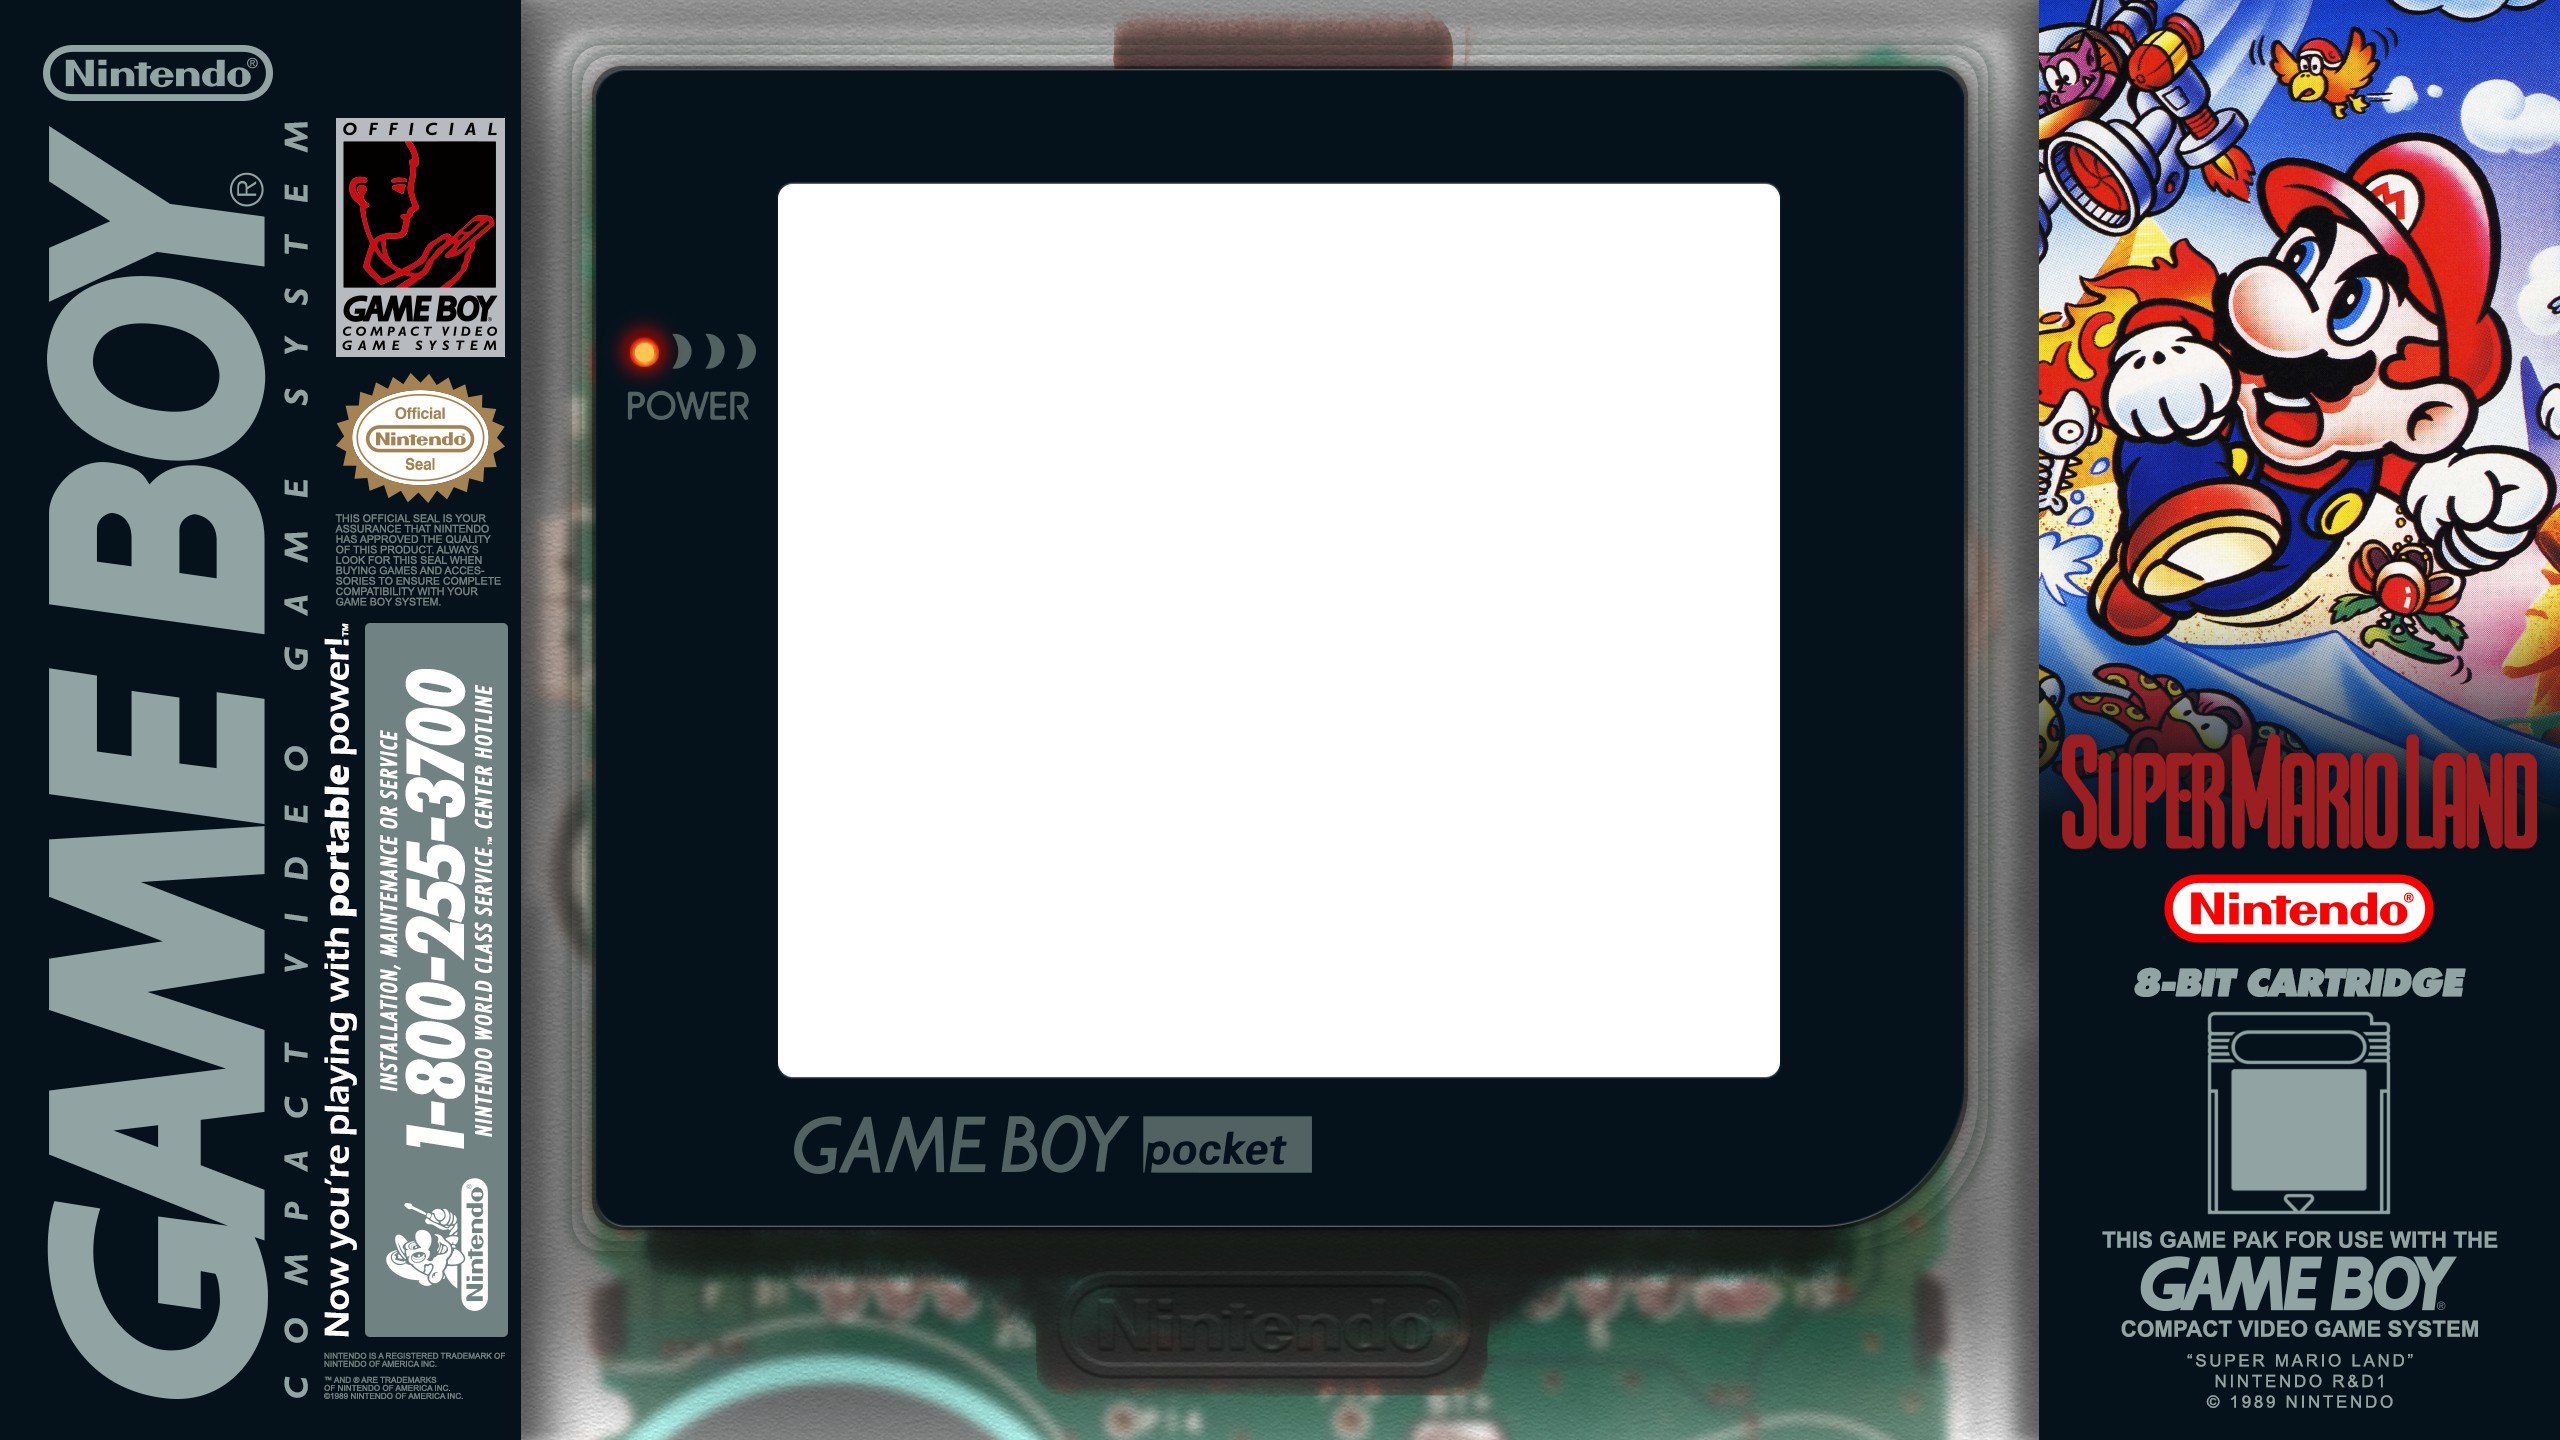 Nintendo®
GAME BOY®
COMPACT VIDEO GAME SYSTEM
OFFICIAL
GAME BOY
COMPACT VIDEO
GAME SYSTEM
Official
Nintendo
Seal
THIS OFFICIAL SEAL IS YOUR
ASSURANCE THAT NINTENDO
HAS APPROVED THE QUALITY
OF THIS PRODUCT. ALWAYS
LOOK FOR THIS SEAL WHEN
BUYING GAMES AND ACCES-
SORIES TO ENSURE COMPLETE
COMPATIBILITY WITH YOUR
GAME BOY SYSTEM.
Now you're playing with portable power!™
INSTALLATION, MAINTENANCE OR SERVICE
1-800-255-3700
NINTENDO WORLD CLASS SERVICE™ CENTER HOTLINE
Nintendo®
NINTENDO IS A REGISTERED TRADEMARK OF
NINTENDO OF AMERICA INC.
™ AND ® ARE TRADEMARKS
OF NINTENDO OF AMERICA INC.
©1989 NINTENDO OF AMERICA INC.
POWER
GAME BOY pocket
Nintendo®
M
6
SUPER MARIO LAND
Nintendo®
8-BIT CARTRIDGE
THIS GAME PAK FOR USE WITH THE
GAME BOY®
COMPACT VIDEO GAME SYSTEM
“SUPER MARIO LAND”
NINTENDO R&D1
© 1989 NINTENDO